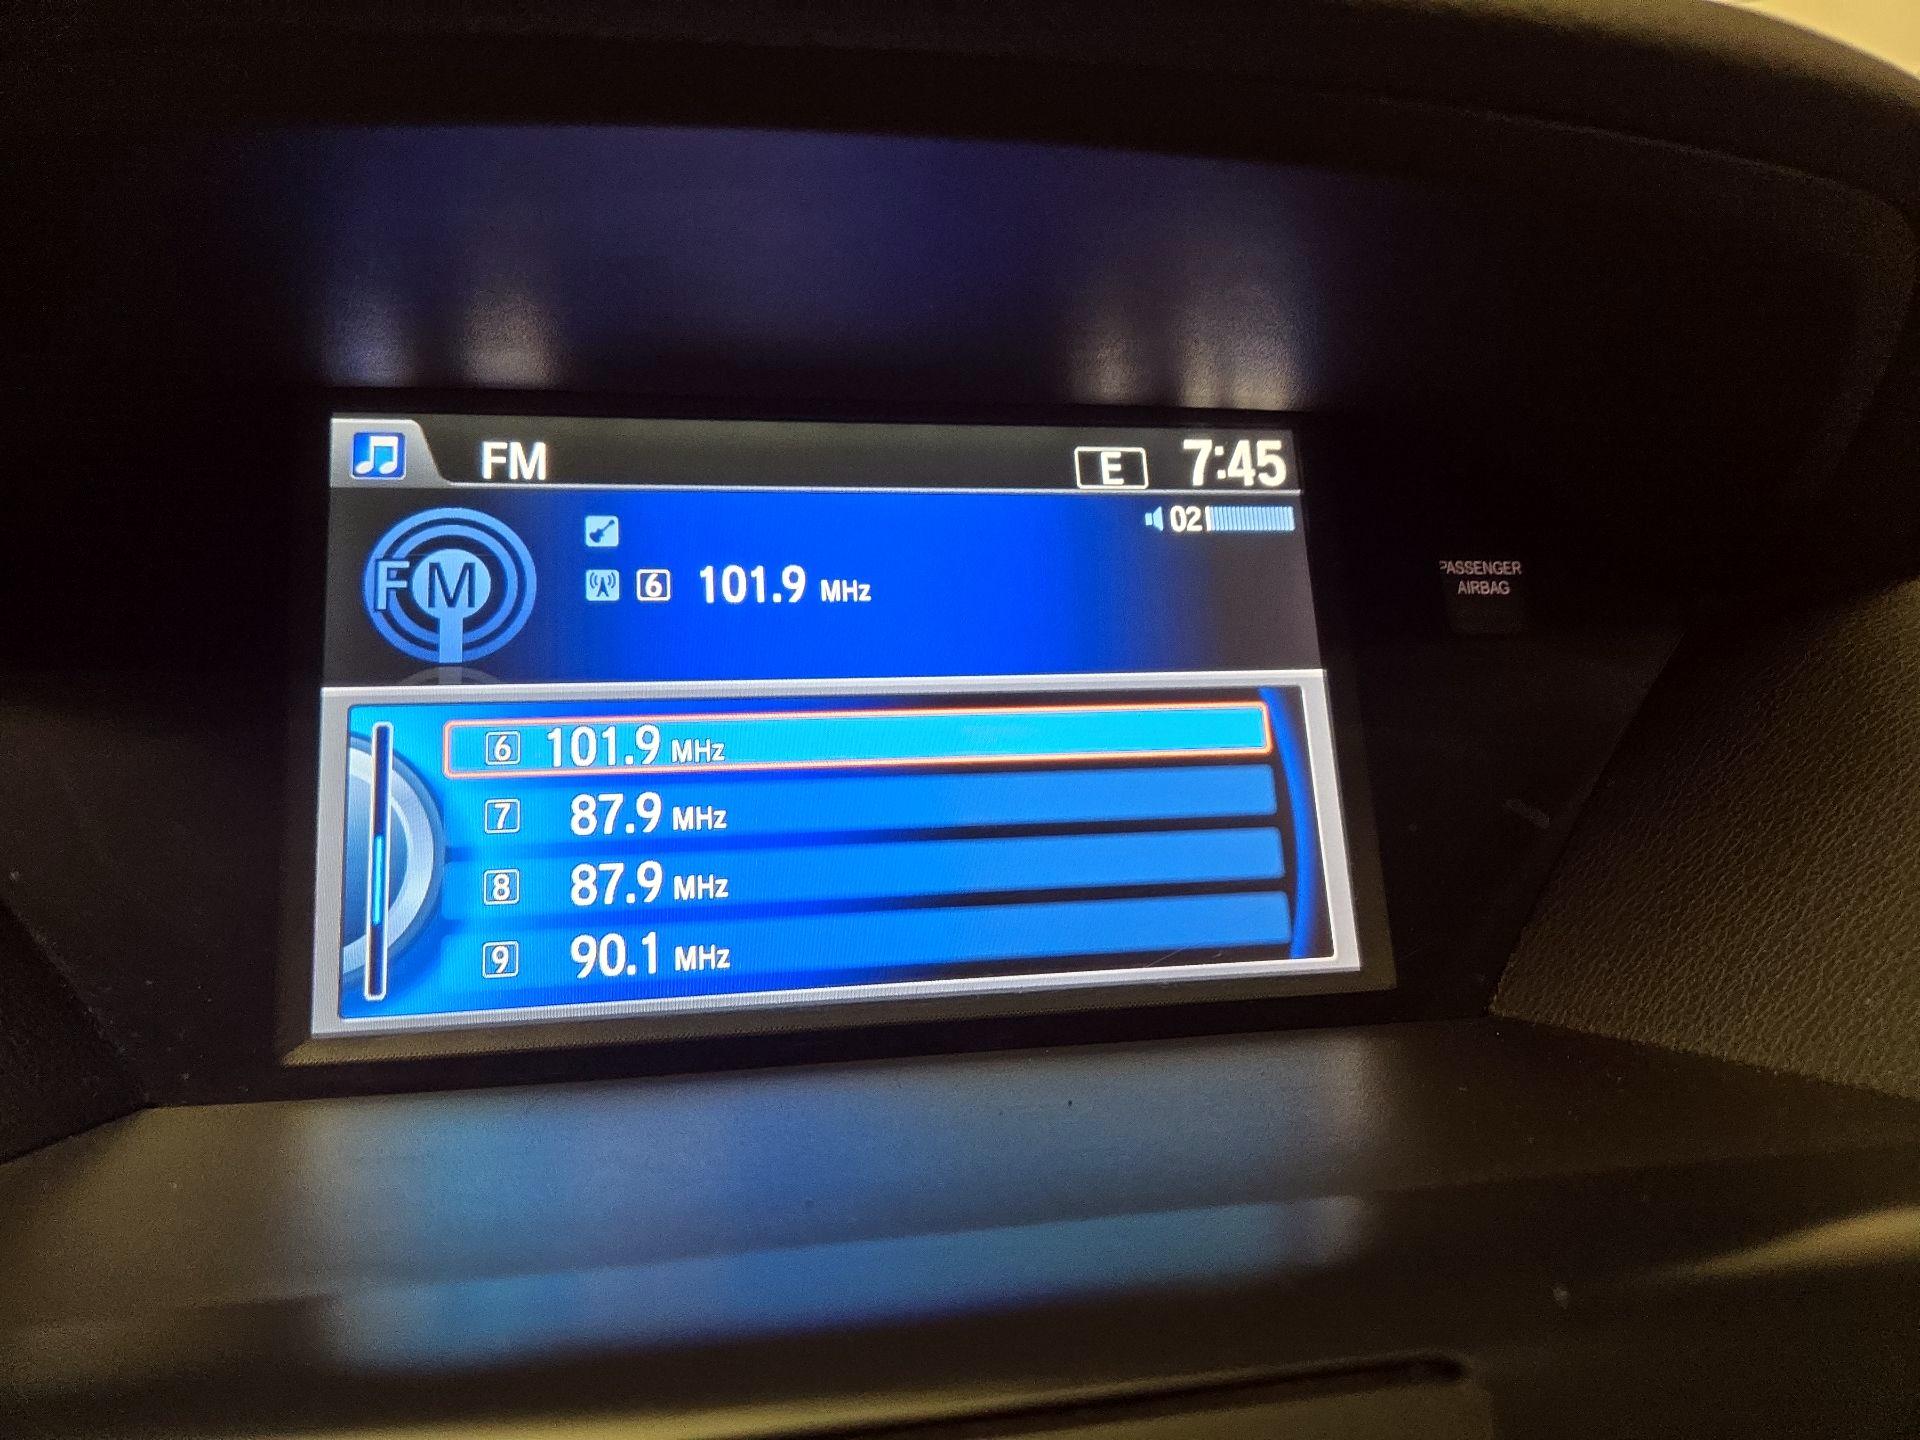 FM E 7:45
02
FM 6 101.9 MHz
6 101.9 MHz
7 87.9 MHz
8 87.9 MHz
9 90.1 MHz
PASSENGER
AIRBAG